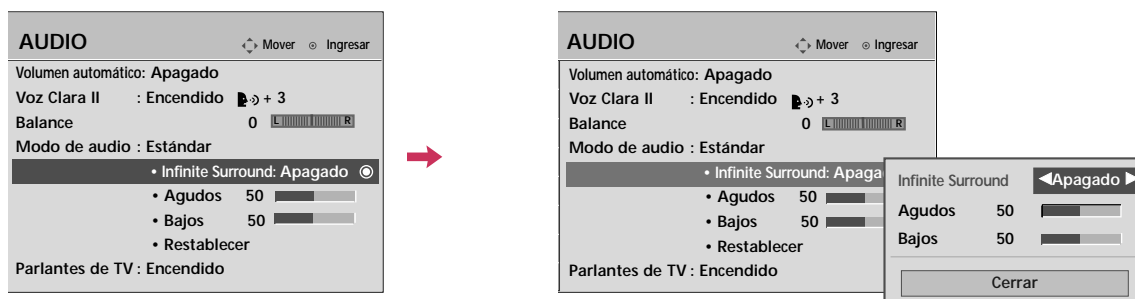 AUDIO
Mover Ingresar
Volumen automático: Apagado
Voz Clara II : Encendido + 3
Balance 0 L R
Modo de audio : Estándar
• Infinite Surround: Apagado
• Agudos 50
• Bajos 50
• Restablecer
Parlantes de TV : Encendido
AUDIO
Mover Ingresar
Volumen automático: Apagado
Voz Clara II : Encendido + 3
Balance 0 L R
Modo de audio : Estándar
• Infinite Surround: Apaga
• Agudos 50
• Bajos 50
• Restablecer
Parlantes de TV : Encendido
Infinite Surround ◀Apagado ▶
Agudos 50
Bajos 50
Cerrar